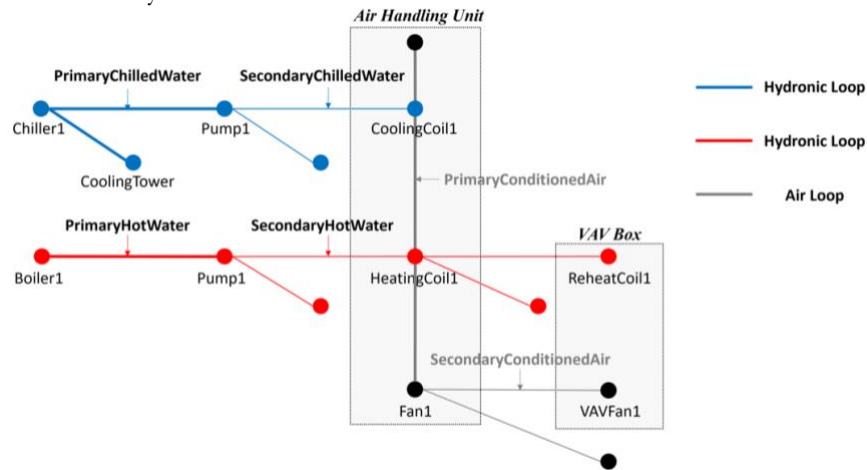 Air Handling Unit
PrimaryChilledWater
SecondaryChilledWater
Hydronic Loop
Chiller1
Pump1
CoolingCoil1
Hydronic Loop
CoolingTower
PrimaryConditionedAir
Air Loop
PrimaryHotWater
SecondaryHotWater
VAV Box
Boiler1
Pump1
HeatingCoil1
ReheatCoil1
SecondaryConditionedAir
Fan1
VAVFan1